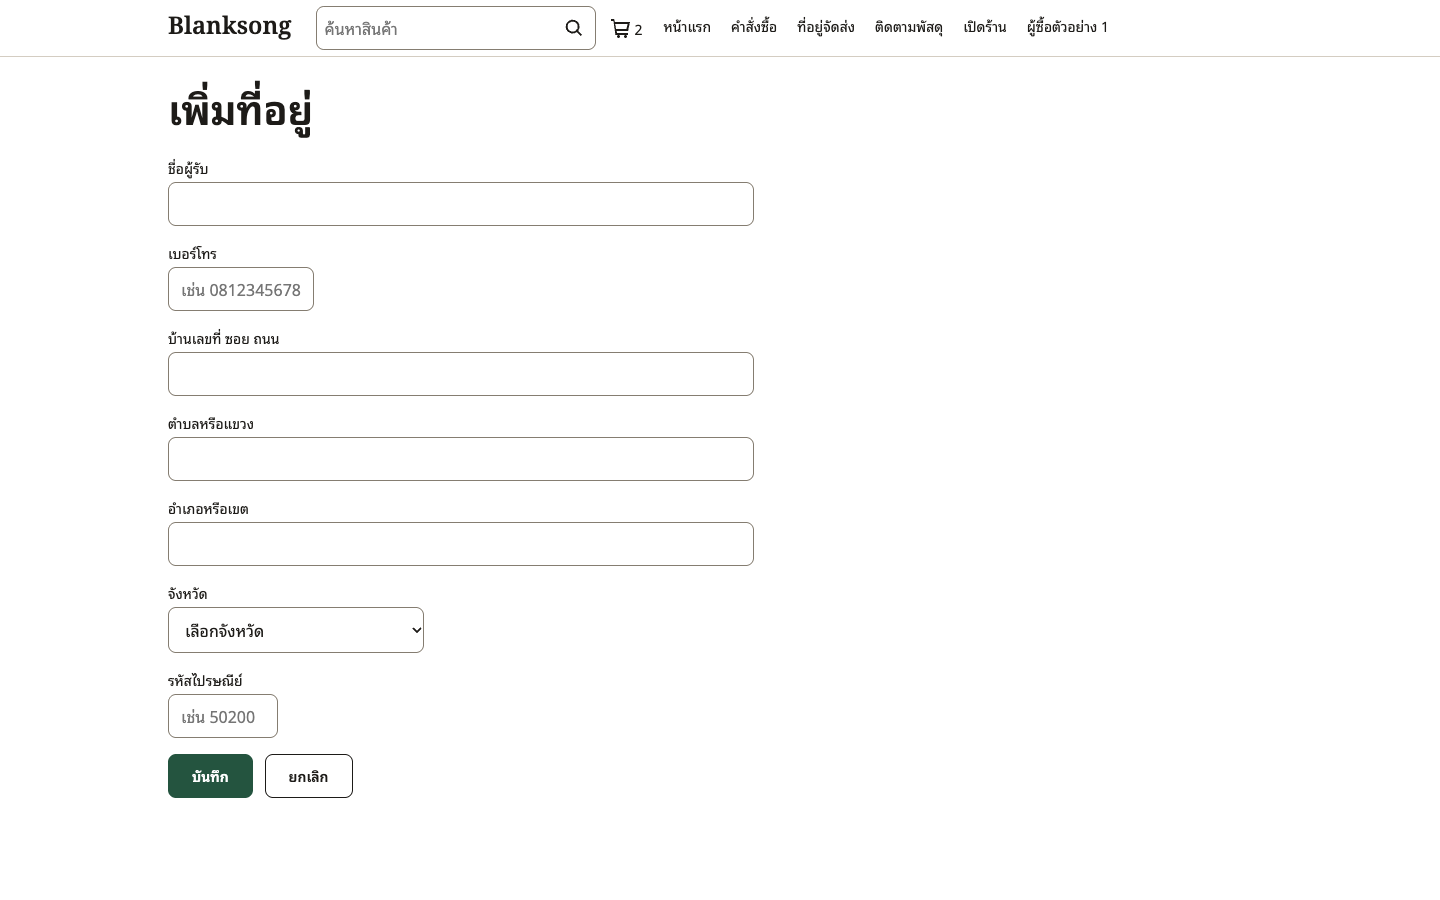 Blanksong
ค้นหาสินค้า
2
หน้าแรก
คำสั่งซื้อ
ที่อยู่จัดส่ง
ติดตามพัสดุ
เปิดร้าน
ผู้ซื้อตัวอย่าง 1
เพิ่มที่อยู่
ชื่อผู้รับ
เบอร์โทร
เช่น 0812345678
บ้านเลขที่ ซอย ถนน
ตำบลหรือแขวง
อำเภอหรือเขต
จังหวัด
เลือกจังหวัด
รหัสไปรษณีย์
เช่น 50200
บันทึก
ยกเลิก